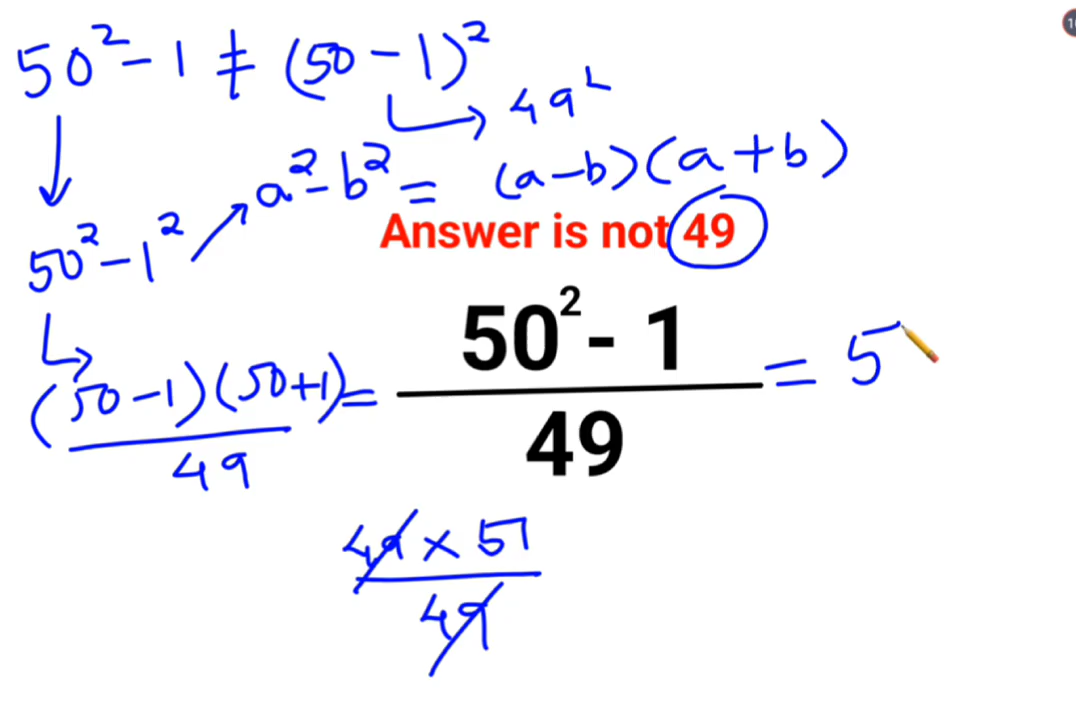 50² - 1 ≠ (50 - 1)²
↳ 49²
a² - b² = (a - b)(a + b)
50² - 1²
Answer is not 49
(50 - 1)(50 + 1) / 49 = 50² - 1 / 49 = 5
49 × 51 / 49